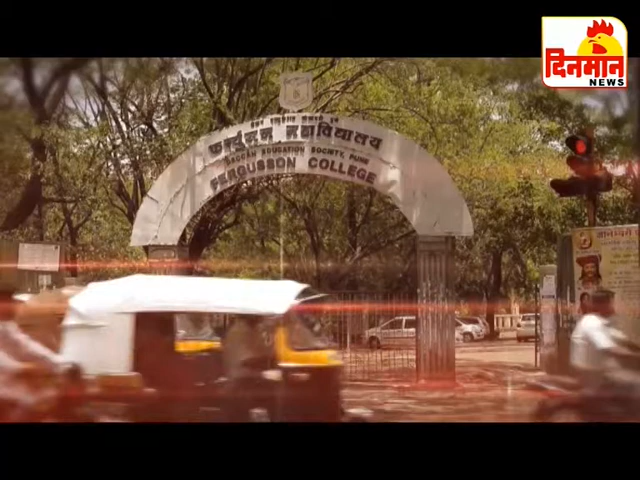 दिनमान
NEWS
फर्ग्युसन महाविद्यालय
DECCAN EDUCATION SOCIETY, PUNE
FERGUSSON COLLEGE